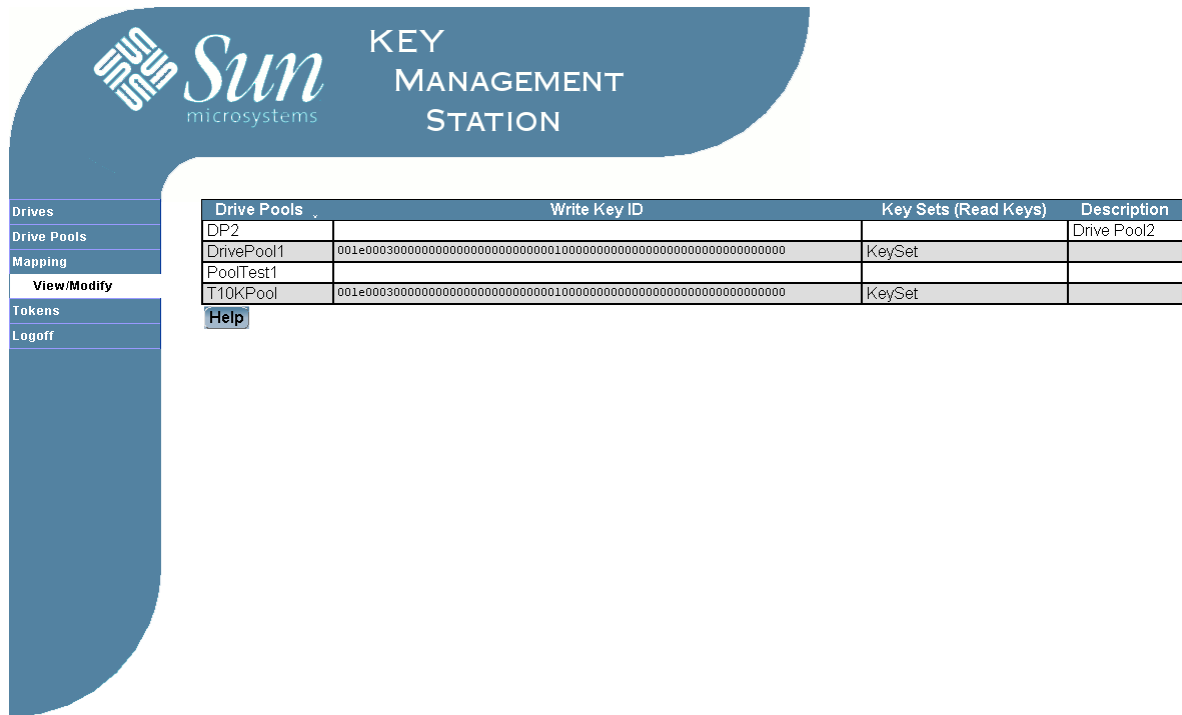 Sun
microsystems
KEY
MANAGEMENT
STATION
Drives
Drive Pools
Mapping
View/Modify
Tokens
Logoff
Drive Pools Write Key ID Key Sets (Read Keys) Description
DP2 Drive Pool2
DrivePool1 001e000300000000000000000000000100000000000000000000000000000000 KeySet
PoolTest1
T10KPool 001e000300000000000000000000000100000000000000000000000000000000 KeySet
Help